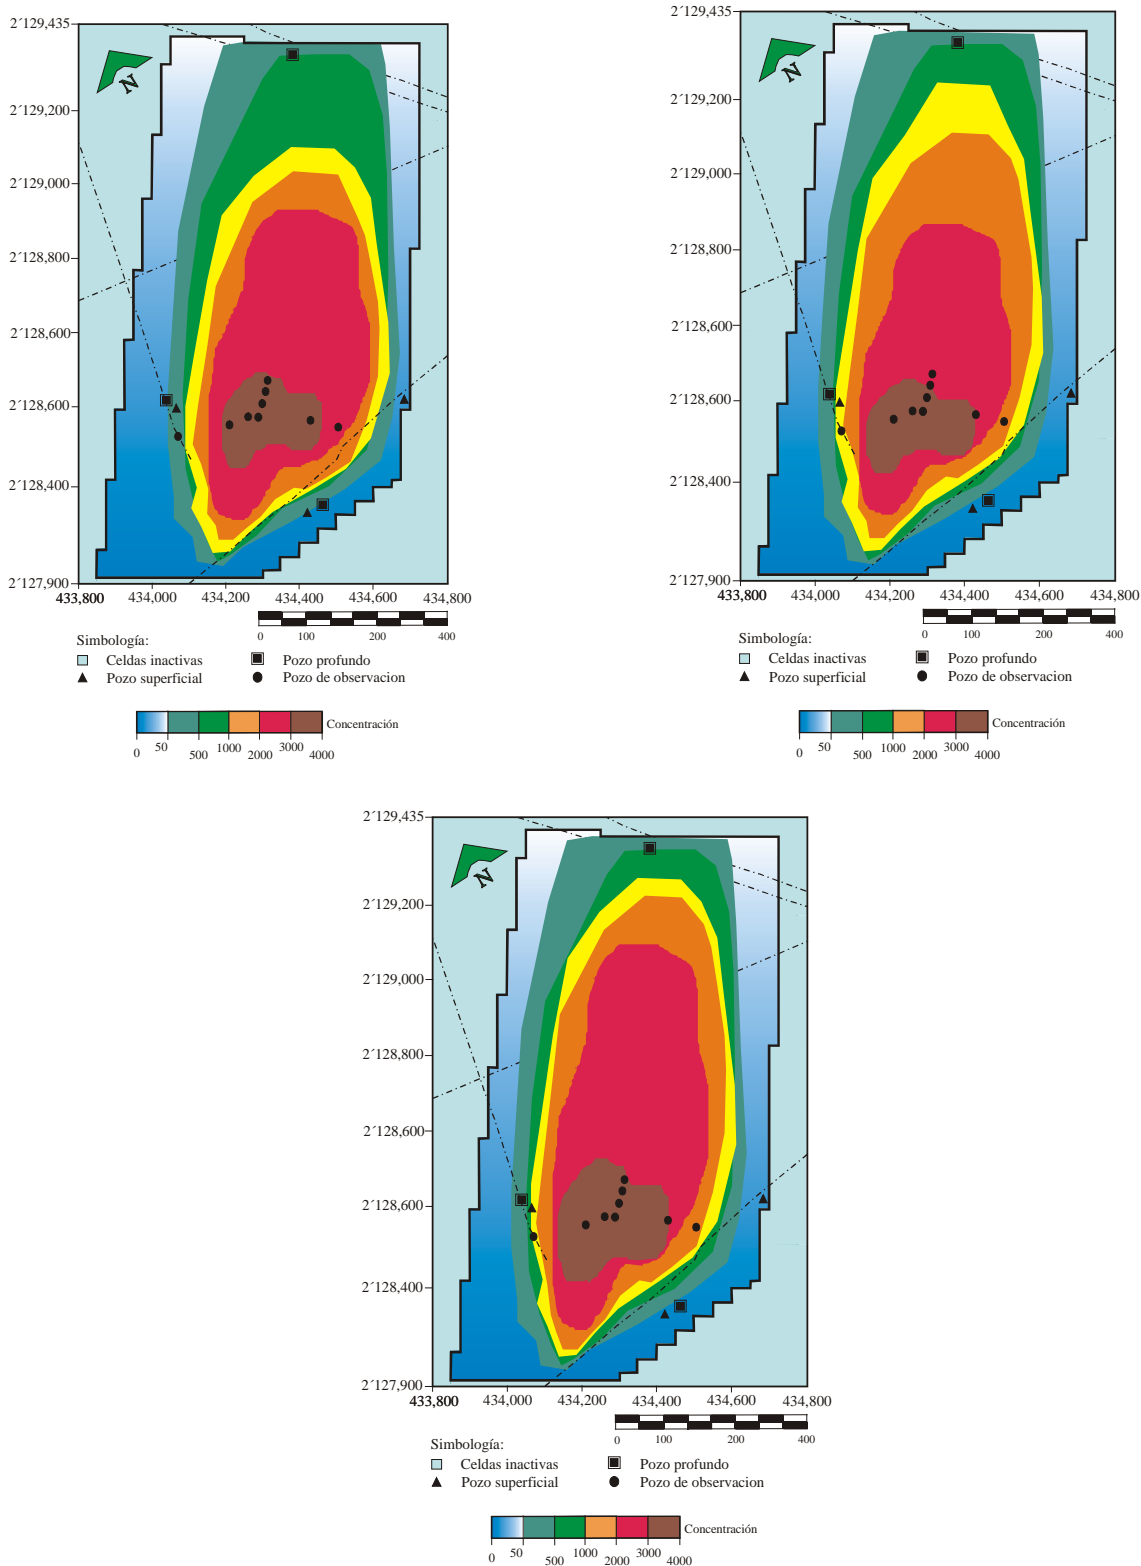 2´129,435
N
2´129,200
2´129,000
2´128,800
2´128,600
2´128,600
2´128,400
2´127,900
433,800 434,000 434,200 434,400 434,600 434,800
0 100 200 400
Simbología:
Celdas inactivas
Pozo profundo
Pozo superficial
Pozo de observacion
Concentración
0 50 500 1000 2000 3000 4000
2´129,435
N
2´129,200
2´129,000
2´128,800
2´128,600
2´128,600
2´128,400
2´127,900
433,800 434,000 434,200 434,400 434,600 434,800
0 100 200 400
Simbología:
Celdas inactivas
Pozo profundo
Pozo superficial
Pozo de observacion
Concentración
0 50 500 1000 2000 3000 4000
2´129,435
N
2´129,200
2´129,000
2´128,800
2´128,600
2´128,600
2´128,400
2´127,900
433,800 434,000 434,200 434,400 434,600 434,800
0 100 200 400
Simbología:
Celdas inactivas
Pozo profundo
Pozo superficial
Pozo de observacion
Concentración
0 50 500 1000 2000 3000 4000